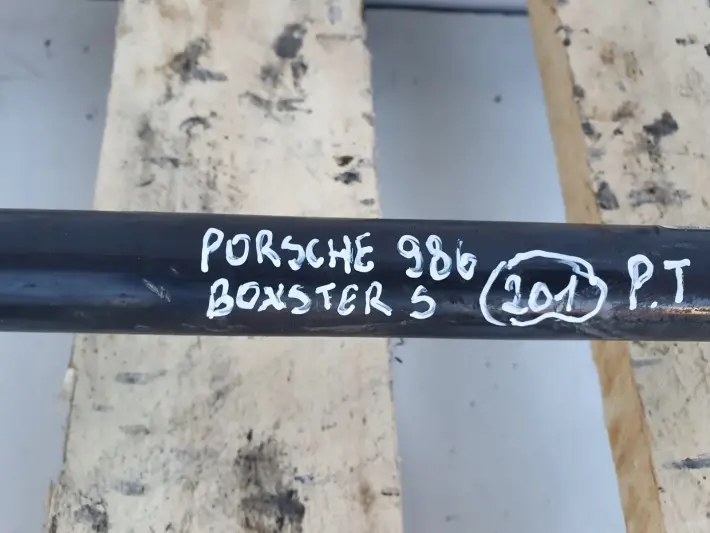 PORSCHE 986
BOXSTER S 201 P.T